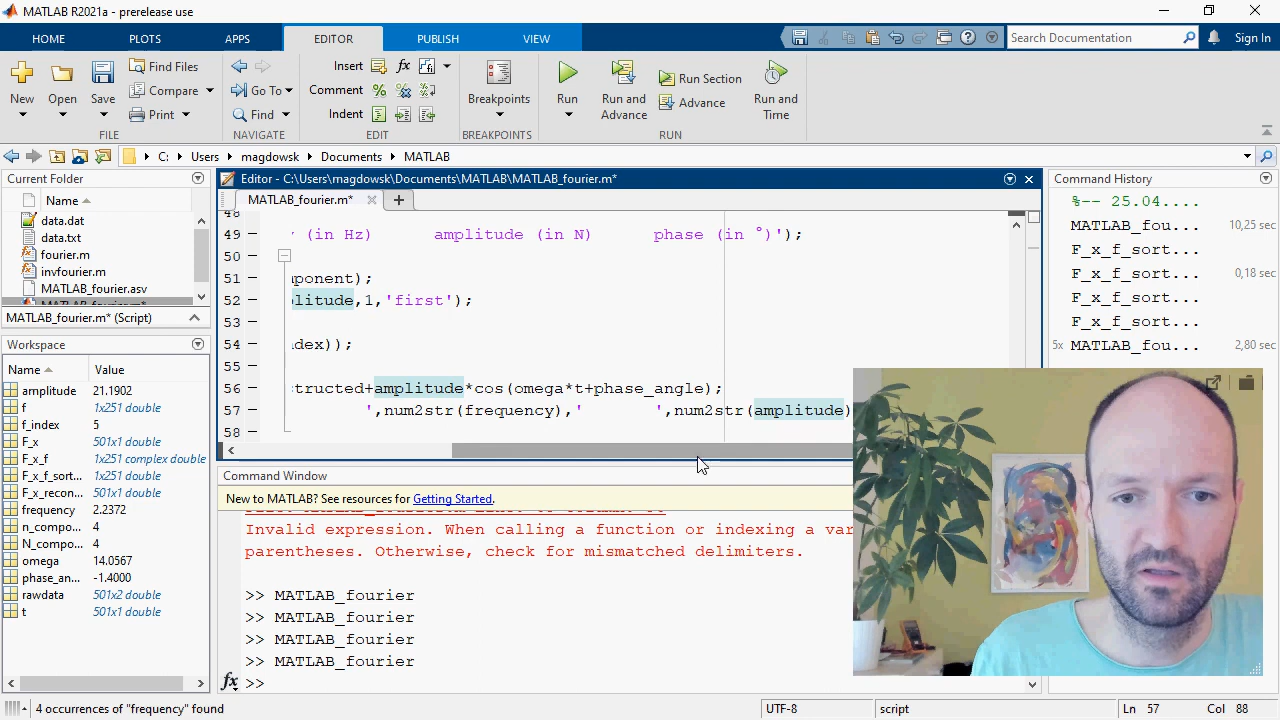 MATLAB R2021a - prerelease use
HOME PLOTS APPS EDITOR PUBLISH VIEW
Search Documentation
Sign In
New Open Save
Find Files
Compare
Print
FILE
Go To
Find
NAVIGATE
Insert fx
Comment
Indent
EDIT
Breakpoints
BREAKPOINTS
Run
Run and Advance
Run Section
Advance
Run and Time
RUN
C: Users magdowsk Documents MATLAB
Current Folder
Name
data.dat
data.txt
fourier.m
invfourier.m
MATLAB_fourier.asv
MATLAB_fourier.m* (Script)
Workspace
Name Value
amplitude 21.1902
f 1x251 double
f_index 5
F_x 501x1 double
F_x_f 1x251 complex double
F_x_f_sort... 1x251 double
F_x_recon... 501x1 double
frequency 2.2372
n_compo... 4
N_compo... 4
omega 14.0567
phase_an... -1.4000
rawdata 501x2 double
t 501x1 double
Editor - C:\Users\magdowsk\Documents\MATLAB\MATLAB_fourier.m*
MATLAB_fourier.m*
48
49 (in Hz) amplitude (in N) phase (in °)');
50
51 ponent);
52 litude,1,'first');
53
54 dex));
55
56 tructed+amplitude*cos(omega*t+phase_angle);
57 ',num2str(frequency),' ',num2str(amplitude)
58
Command Window
New to MATLAB? See resources for Getting Started.
Invalid expression. When calling a function or indexing a var
parentheses. Otherwise, check for mismatched delimiters.
>> MATLAB_fourier
>> MATLAB_fourier
>> MATLAB_fourier
>> MATLAB_fourier
fx >>
Command History
%-- 25.04....
MATLAB_fou... 10,25 sec
F_x_f_sort...
F_x_f_sort... 0,18 sec
F_x_f_sort...
F_x_f_sort...
5x MATLAB_fou... 2,80 sec
4 occurrences of "frequency" found
UTF-8
script
Ln 57 Col 88